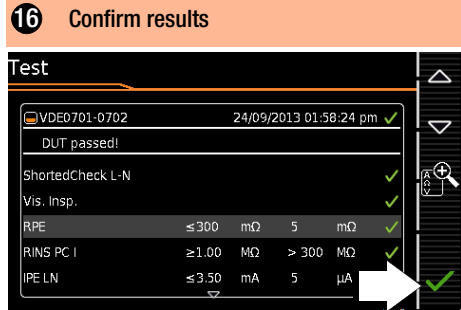 16 Confirm results
Test
VDE0701-0702 24/09/2013 01:58:24 pm
DUT passed!
ShortedCheck L-N
Vis. Insp.
RPE ≤300 mΩ 5 mΩ
RINS PC I ≥1.00 MΩ > 300 MΩ
IPE LN ≤3.50 mA 5 µA